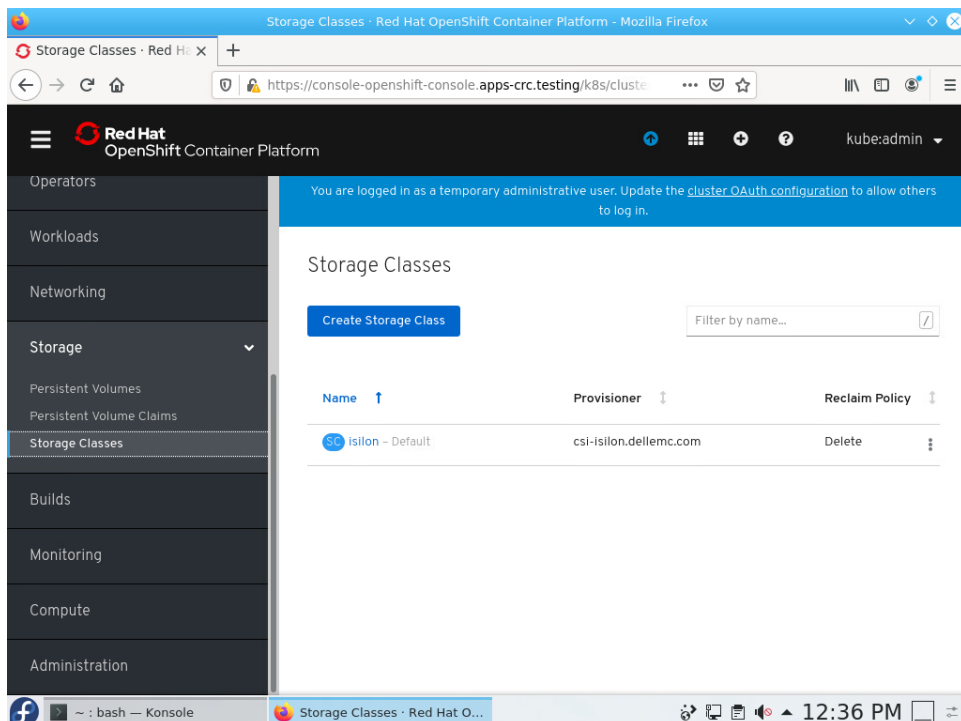 Storage Classes · Red Hat OpenShift Container Platform - Mozilla Firefox
Storage Classes · Red Ha
https://console-openshift-console.apps-crc.testing/k8s/cluste
Red Hat
OpenShift Container Platform
kube:admin
You are logged in as a temporary administrative user. Update the cluster OAuth configuration to allow others
to log in.
Operators
Workloads
Networking
Storage
Persistent Volumes
Persistent Volume Claims
Storage Classes
Builds
Monitoring
Compute
Administration
Storage Classes
Create Storage Class
Filter by name...
/
Name
Provisioner
Reclaim Policy
SC isilon – Default
csi-isilon.dellemc.com
Delete
~ : bash — Konsole
Storage Classes · Red Hat O...
12:36 PM